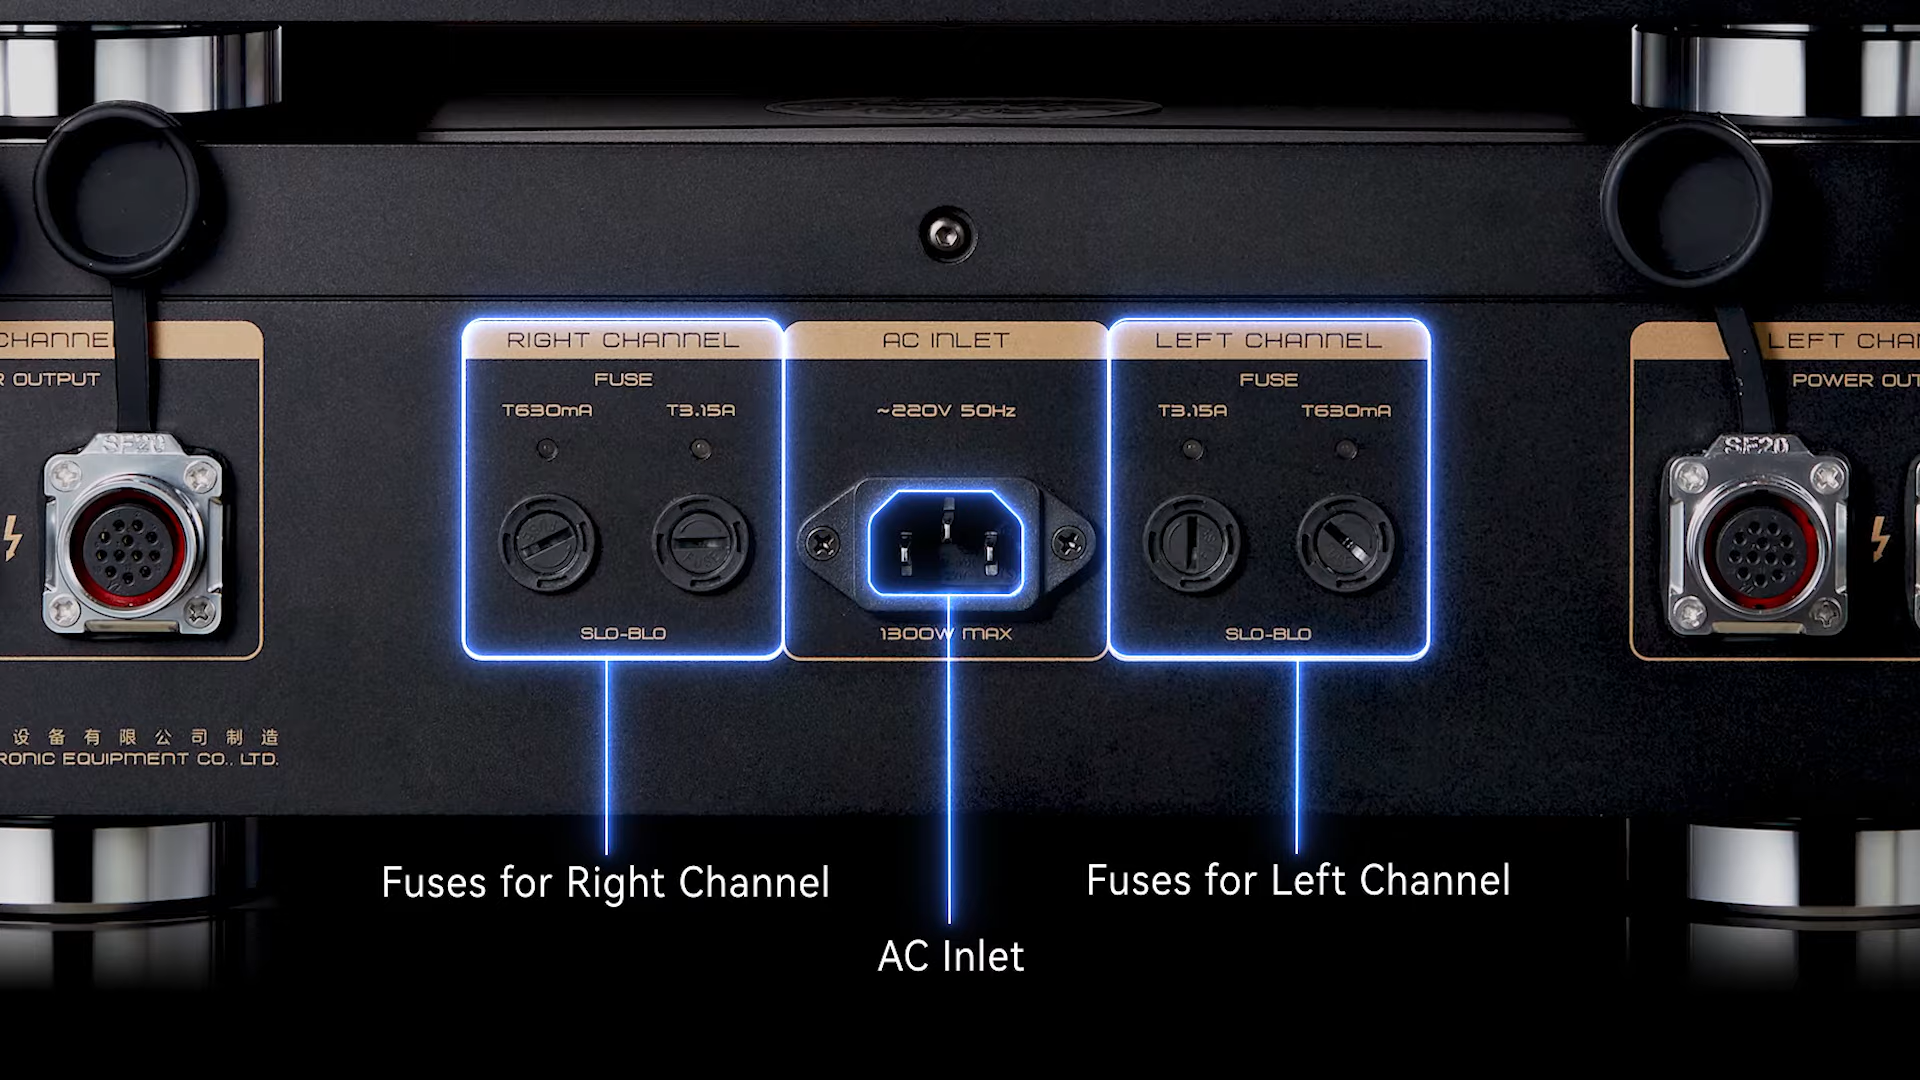 CHANNEL
R OUTPUT
SF20
设备有限公司制造
RONIC EQUIPMENT CO., LTD.
RIGHT CHANNEL
FUSE
T630mA T3.15A
SLO-BLO
AC INLET
~220V 50Hz
1300W MAX
LEFT CHANNEL
FUSE
T3.15A T630mA
SLO-BLO
LEFT CHAN
POWER OUT
SF20
Fuses for Right Channel
AC Inlet
Fuses for Left Channel